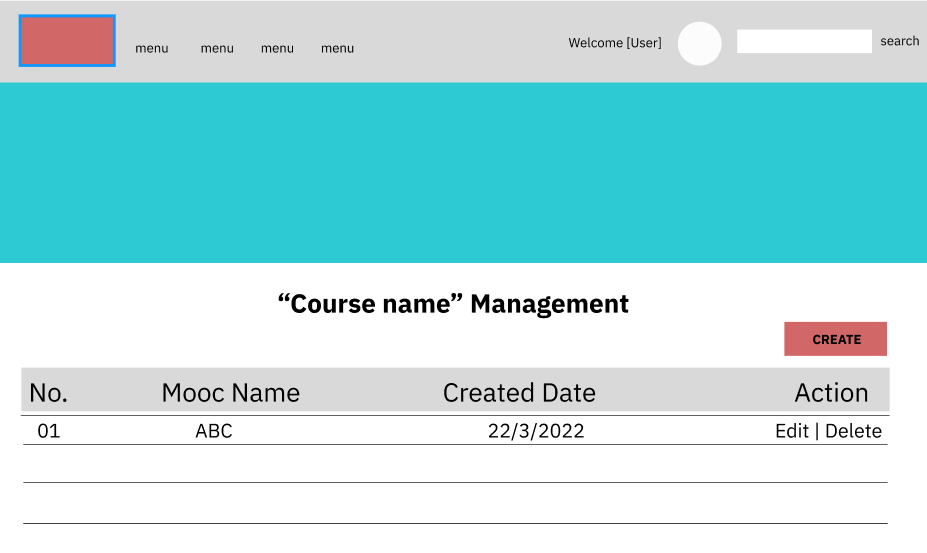 menu menu menu menu Welcome [User] search
“Course name” Management
CREATE
No. Mooc Name Created Date Action
01 ABC 22/3/2022 Edit | Delete